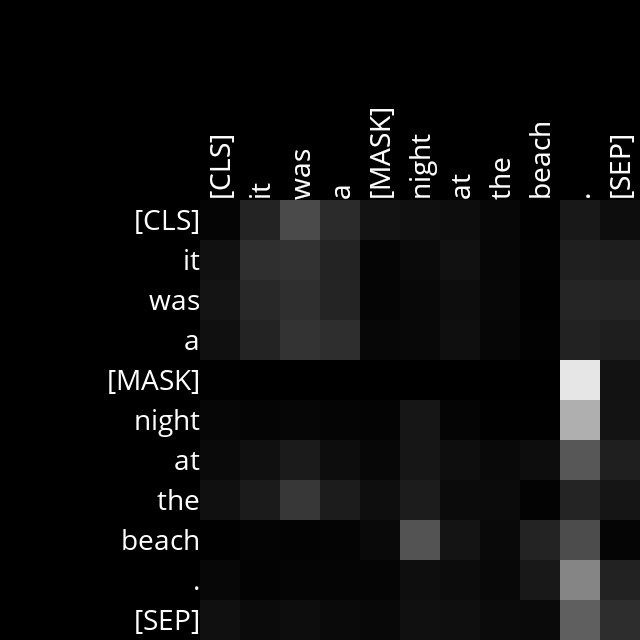 [CLS] it was a [MASK] night at the beach . [SEP]
[CLS]
it
was
a
[MASK]
night
at
the
beach
.
[SEP]